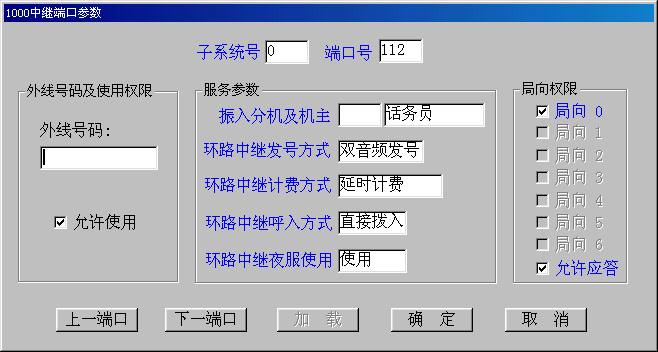 1000中继端口参数
子系统号 0 端口号 112
外线号码及使用权限
外线号码:
允许使用
服务参数
振入分机及机主 话务员
环路中继发号方式 双音频发号
环路中继计费方式 延时计费
环路中继呼入方式 直接拨入
环路中继夜服使用 使用
局向权限
局向 0
局向 1
局向 2
局向 3
局向 4
局向 5
局向 6
允许应答
上一端口 下一端口 加 载 确 定 取 消